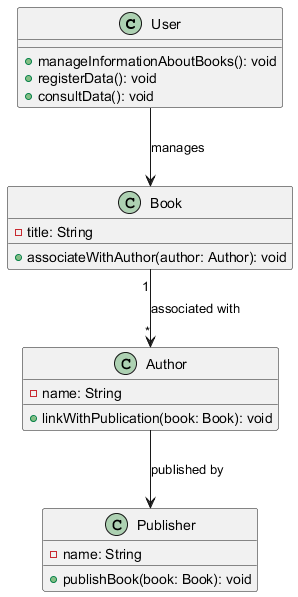 C User
manageInformationAboutBooks(): void
registerData(): void
consultData(): void
manages
C Book
title: String
associateWithAuthor(author: Author): void
1
associated with
*
C Author
name: String
linkWithPublication(book: Book): void
published by
C Publisher
name: String
publishBook(book: Book): void